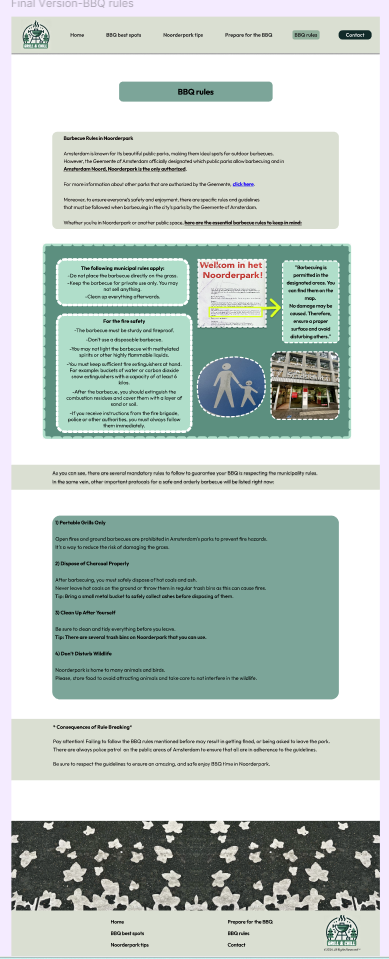 Final Version-BBQ rules
GRILL & CHILL
Home
BBQ best spots
Noorderpark tips
Prepare for the BBQ
BBQ rules
Contact
BBQ rules
Barbecue Rules in Noorderpark
Amsterdam is known for its beautiful public parks, making them ideal spots for outdoor barbecues.
However, the Geemente of Amsterdam officially designated which public parks allow barbecuing and in
Amsterdam Noord, Noorderpark is the only authorized.
For more information about other parks that are authorized by the Geemente, click here.
Moreover, to ensure everyone's safety and enjoyment, there are specific rules and guidelines
that must be followed when barbecuing in the city's parks by the Geemente of Amsterdam.
Whether you're in Noorderpark or another public space, here are the essential barbecue rules to keep in mind:
The following municipal rules apply:
-Do not place the barbecue directly on the grass.
-Keep the barbecue for private use only. You may
not sell anything.
-Clean up everything afterwards.
For the fire safety
-The barbecue must be sturdy and fireproof.
-Don't use a disposable barbecue.
-You may not light the barbecue with methylated
spirits or other highly flammable liquids.
-You must keep sufficient fire extinguishers at hand.
For example: buckets of water or carbon dioxide
snow extinguishers with a capacity of at least 6
kilos.
-After the barbecue, you should extinguish the
combustion residues and cover them with a layer of
sand or soil.
-If you receive instructions from the fire brigade,
police or other authorities, you must always follow
them immediately.
Welkom in het
Noorderpark!
"Barbecuing is
permitted in the
designated areas. You
can find them on the
map.
No damage may be
caused. Therefore,
ensure a proper
surface and avoid
disturbing others."
As you can see, there are several mandatory rules to follow to guarantee your BBQ is respecting the municipality rules.
In the same vein, other important protocols for a safe and orderly barbecue will be listed right now:
1) Portable Grills Only
Open fires and ground barbecues are prohibited in Amsterdam's parks to prevent fire hazards.
It's a way to reduce the risk of damaging the grass.
2) Dispose of Charcoal Properly
After barbecuing, you must safely dispose of hot coals and ash.
Never leave hot coals on the ground or throw them in regular trash bins as this can cause fires.
Tip: Bring a small metal bucket to safely collect ashes before disposing of them.
3) Clean Up After Yourself
Be sure to clean and tidy everything before you leave.
Tip: There are several trash bins on Noorderpark that you can use.
4) Don't Disturb Wildlife
Noorderpark is home to many animals and birds.
Please, store food to avoid attracting animals and take care to not interfere in the wildlife.
* Consequences of Rule Breaking*
Pay attention! Failing to follow the BBQ rules mentioned before may result in getting fined, or being asked to leave the park.
There are always police patrol on the public areas of Amsterdam to ensure that all are in adherence to the guidelines.
Be sure to respect the guidelines to ensure an amazing, and safe enjoy BBQ time in Noorderpark.
Home
BBQ best spots
Noorderpark tips
Prepare for the BBQ
BBQ rules
Contact
GRILL & CHILL